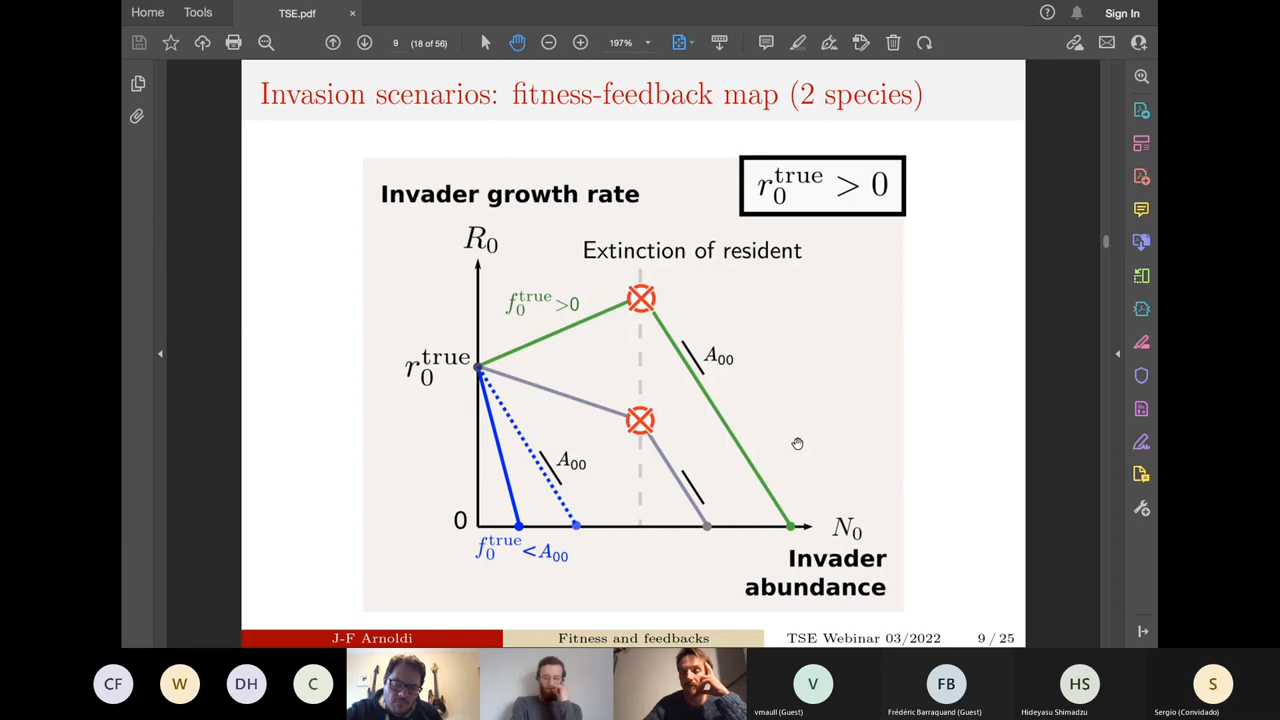 Home Tools TSE.pdf × Sign In
9 (18 of 56) 197%
Invasion scenarios: fitness-feedback map (2 species)
r₀^true > 0
Invader growth rate
R₀
Extinction of resident
f₀^true >0
r₀^true
A₀₀
A₀₀
0
N₀
f₀^true <A₀₀
Invader
abundance
J-F Arnoldi Fitness and feedbacks TSE Webinar 03/2022 9 / 25
CF W DH C V FB HS S
vmaull (Guest) Frédéric Barraquand (Guest) Hideyasu Shimadzu Sergio (Convidado)